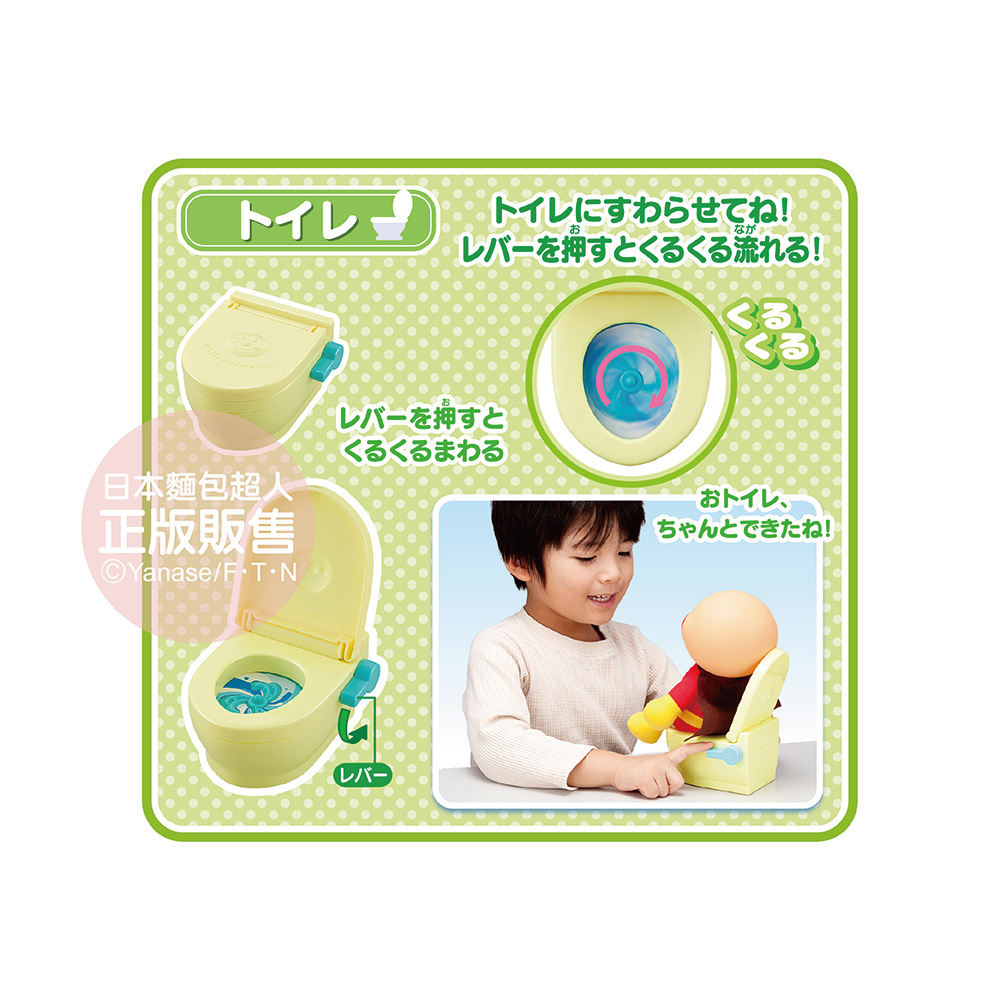 トイレ
トイレにすわらせてね!
レバーを押すとくるくる流れる!
くる
くる
レバーを押すと
くるくるまわる
日本麵包超人
正版販售
©Yanase/F・T・N
おトイレ、
ちゃんとできたね!
レバー